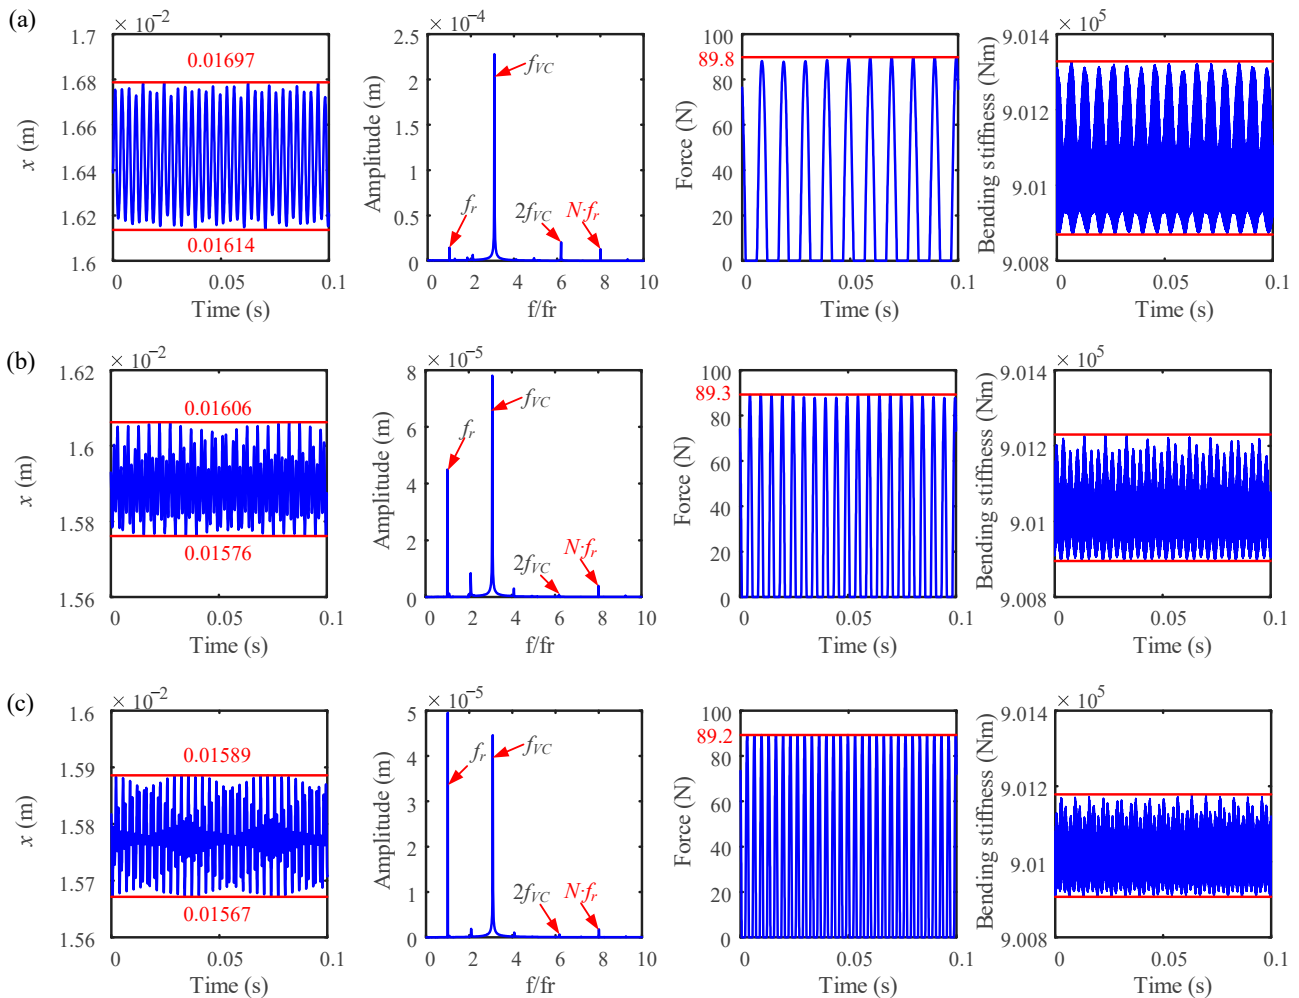 (a)
× 10⁻²
1.7
1.68
1.66
1.64
1.62
1.6
x (m)
0.01697
0.01614
0
0.05
0.1
Time (s)
× 10⁻⁴
2.5
2
1.5
1
0.5
0
Amplitude (m)
f_VC
f_r
2f_VC
N·f_r
0 2 4 6 8 10
f/fr
100
89.8
80
60
40
20
0
Force (N)
0 0.05 0.1
Time (s)
× 10⁵
9.014
9.012
9.01
9.008
Bending stiffness (Nm)
0 0.05 0.1
Time (s)
(b)
× 10⁻²
1.62
1.6
1.58
1.56
x (m)
0.01606
0.01576
0 0.05 0.1
Time (s)
× 10⁻⁵
8
6
4
2
0
Amplitude (m)
f_VC
f_r
2f_VC
N·f_r
0 2 4 6 8 10
f/fr
100
89.3
80
60
40
20
0
Force (N)
0 0.05 0.1
Time (s)
× 10⁵
9.014
9.012
9.01
9.008
Bending stiffness (Nm)
0 0.05 0.1
Time (s)
(c)
× 10⁻²
1.6
1.59
1.58
1.57
1.56
x (m)
0.01589
0.01567
0 0.05 0.1
Time (s)
× 10⁻⁵
5
4
3
2
1
0
Amplitude (m)
f_r
f_VC
2f_VC
N·f_r
0 2 4 6 8 10
f/fr
100
89.2
80
60
40
20
0
Force (N)
0 0.05 0.1
Time (s)
× 10⁵
9.014
9.012
9.01
9.008
Bending stiffness (Nm)
0 0.05 0.1
Time (s)